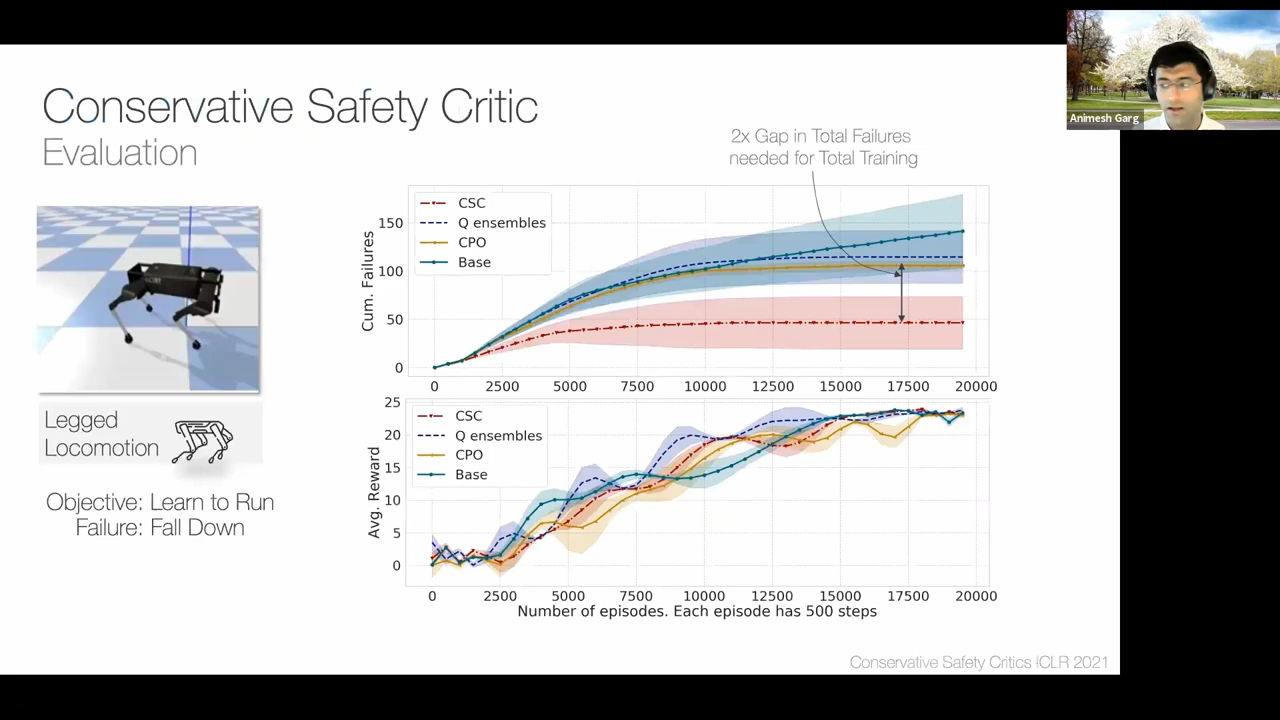 Conservative Safety Critic
Evaluation
Animesh Garg
2x Gap in Total Failures
needed for Total Training
Legged
Locomotion
Objective: Learn to Run
Failure: Fall Down
Cum. Failures
150
100
50
0
CSC
Q ensembles
CPO
Base
0 2500 5000 7500 10000 12500 15000 17500 20000
Avg. Reward
25
20
15
10
5
0
CSC
Q ensembles
CPO
Base
0 2500 5000 7500 10000 12500 15000 17500 20000
Number of episodes. Each episode has 500 steps
Conservative Safety Critics ICLR 2021